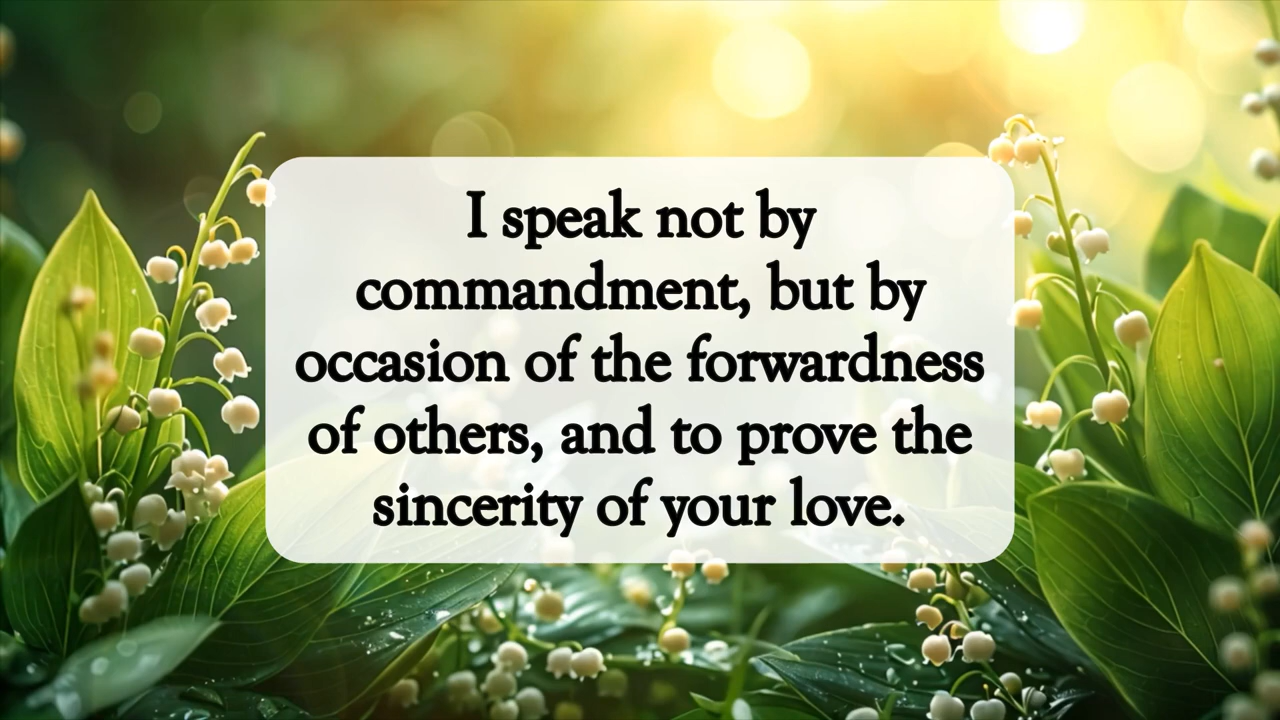 I speak not by
commandment, but by
occasion of the forwardness
of others, and to prove the
sincerity of your love.